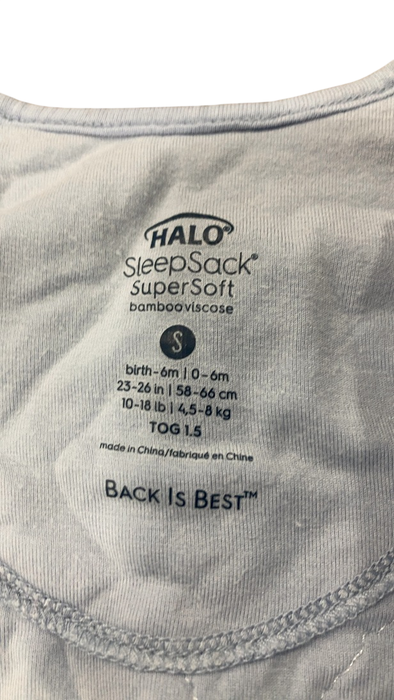 HALO®
SleepSack®
SuperSoft
bamboo viscose
S
birth-6m | 0-6m
23-26 in | 58-66 cm
10-18 lb | 4,5-8 kg
TOG 1.5
made in China/fabriqué en Chine
BACK IS BEST™